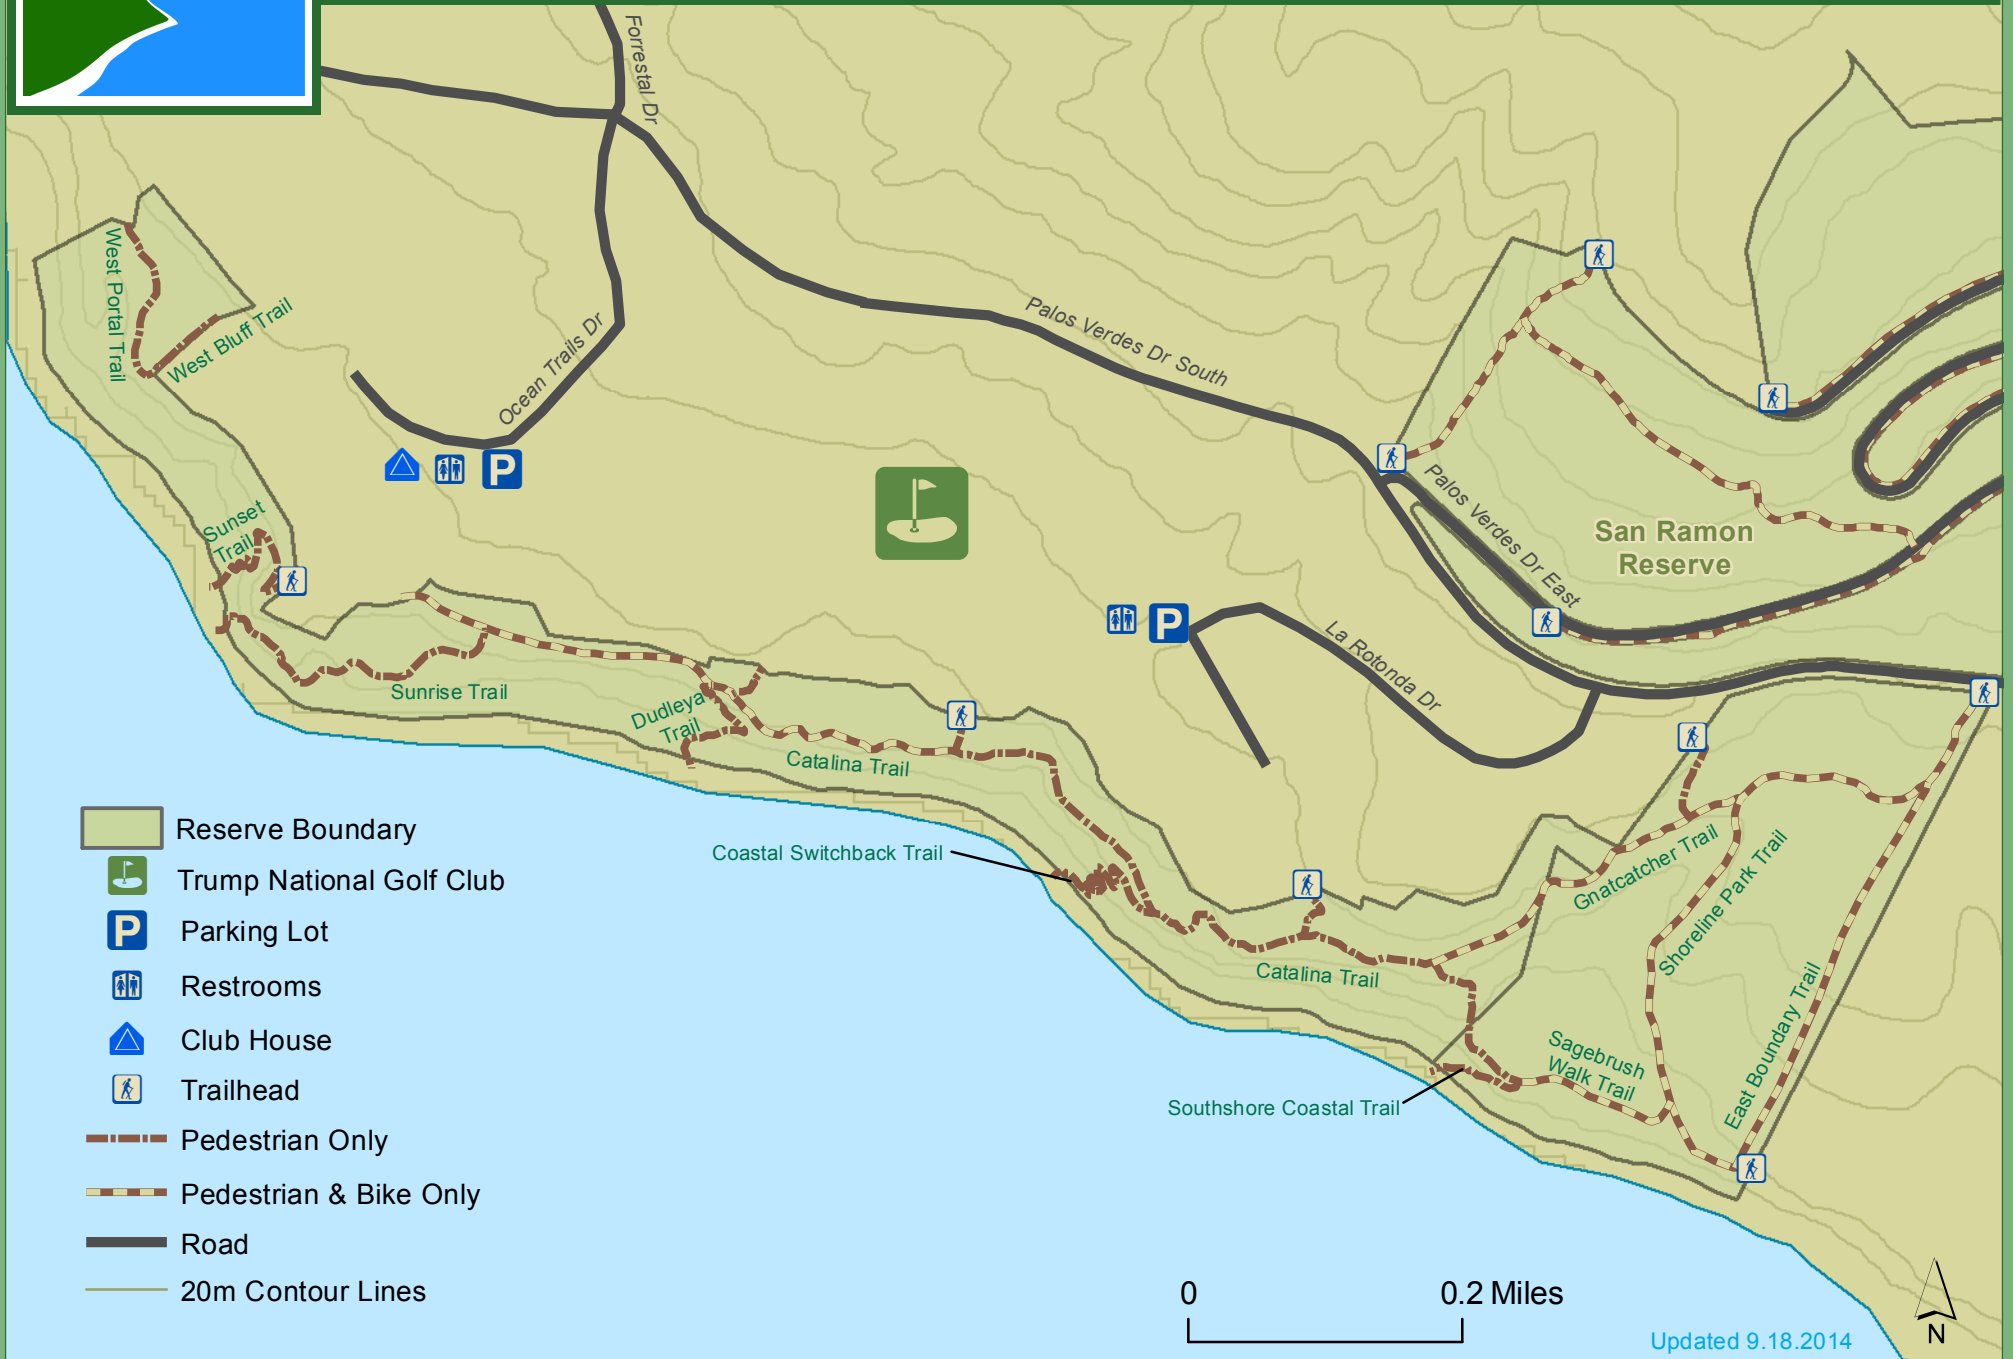 Forrestal Dr
West Portal Trail
West Bluff Trail
Ocean Trails Dr
Palos Verdes Dr South
Palos Verdes Dr East
San Ramon
Reserve
P
Sunset
Trail
P
La Rotonda Dr
Sunrise Trail
Dudleya
Trail
Catalina Trail
Coastal Switchback Trail
Gnatcatcher Trail
Shoreline Park Trail
Catalina Trail
East Boundary Trail
Sagebrush
Walk Trail
Southshore Coastal Trail
Reserve Boundary
Trump National Golf Club
P Parking Lot
Restrooms
Club House
Trailhead
Pedestrian Only
Pedestrian & Bike Only
Road
20m Contour Lines
0 0.2 Miles
N
Updated 9.18.2014